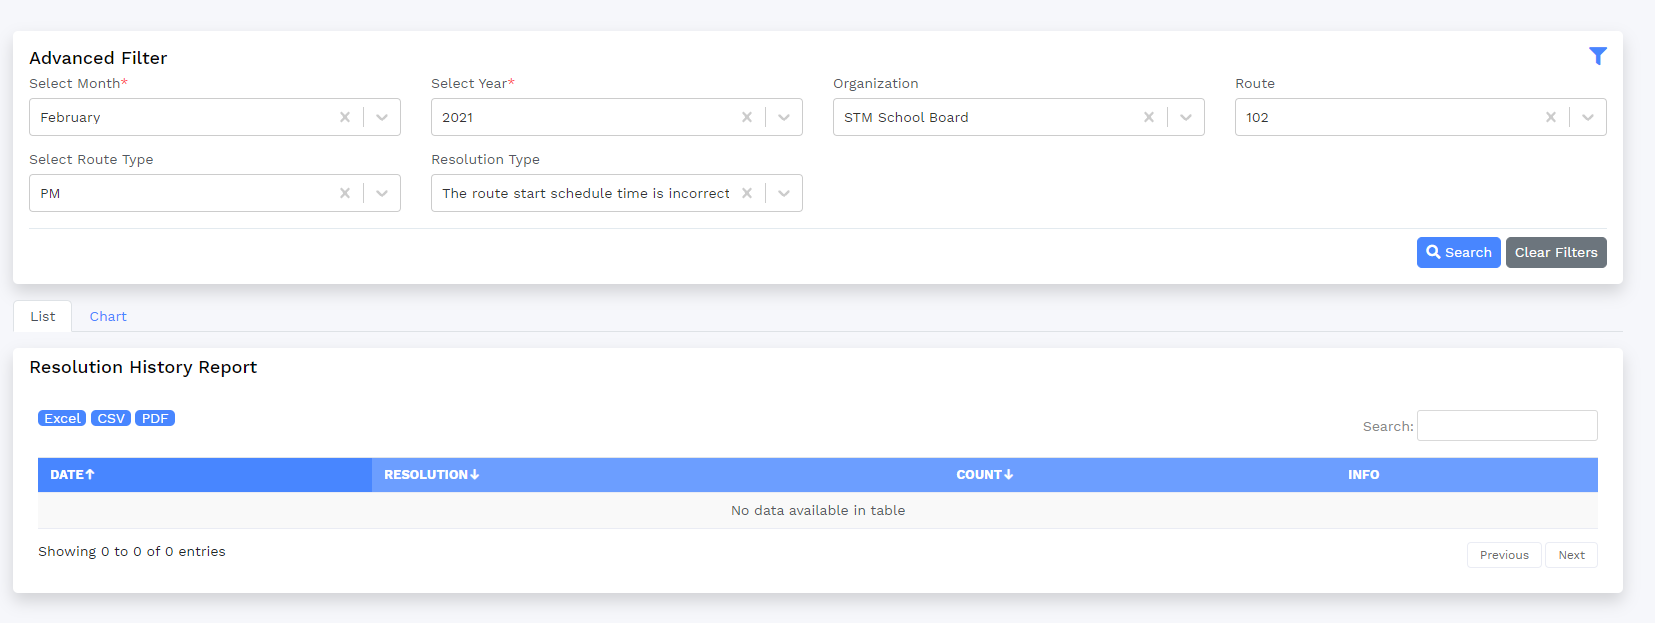 Advanced Filter
Select Month* Select Year* Organization Route
February 2021 STM School Board 102
Select Route Type Resolution Type
PM The route start schedule time is incorrect
Search Clear Filters
List Chart
Resolution History Report
Excel CSV PDF
Search:
DATE↑ RESOLUTION↓ COUNT↓ INFO
No data available in table
Showing 0 to 0 of 0 entries
Previous Next